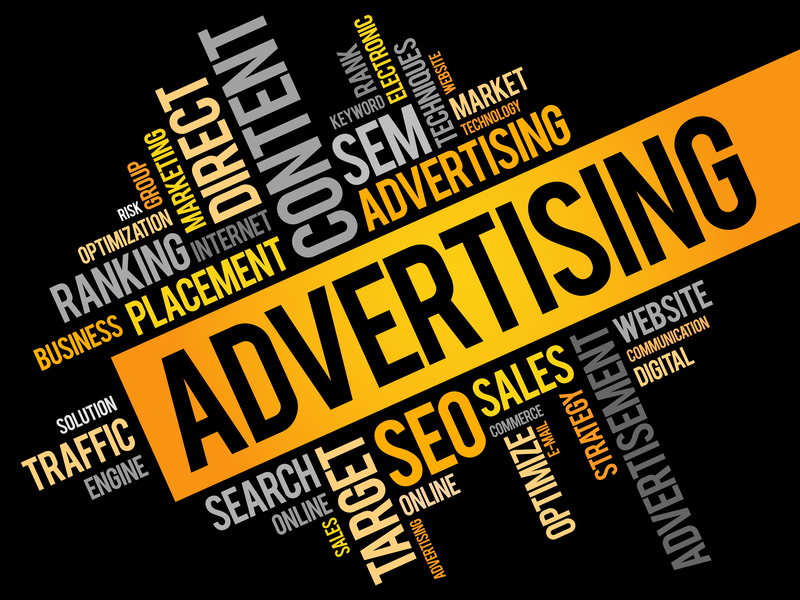 CONTENT
DIRECT
RANK
ELECTRONIC
TECHNIQUES
WEBSITE
KEYWORD
SEM
MARKET
TECHNOLOGY
ADVERTISING
MARKETING
GROUP
RISK
OPTIMIZATION
INTERNET
RANKING
PLACEMENT
BUSINESS
ADVERTISING
SOLUTION
TRAFFIC
ENGINE
SEARCH
ONLINE
SALES
TARGET
SEO
ONLINE
ADVERTISING
SALES
COMMERCE
OPTIMIZE
E-MAIL
STRATEGY
ADVERTISEMENT
WEBSITE
COMMUNICATION
DIGITAL